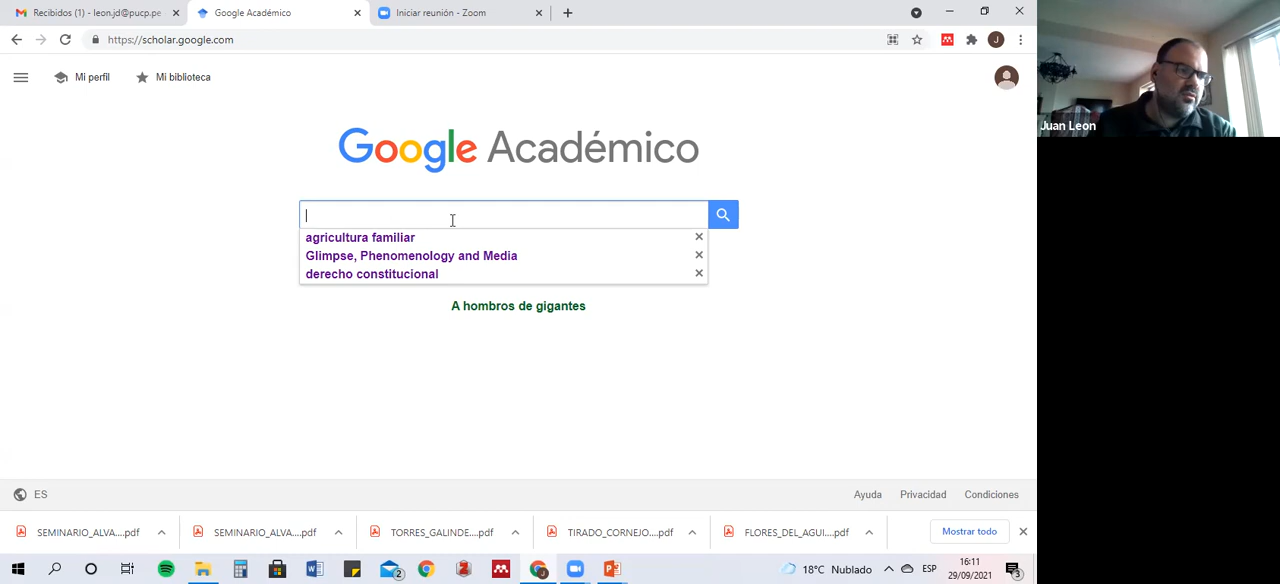 Recibidos (1) - leon.jd@pucp.pe
Google Académico
Iniciar reunión - Zoom
https://scholar.google.com
J
Mi perfil
Mi biblioteca
Google Académico
agricultura familiar
Glimpse, Phenomenology and Media
derecho constitucional
A hombros de gigantes
Juan Leon
ES
Ayuda
Privacidad
Condiciones
SEMINARIO_ALVA....pdf
SEMINARIO_ALVA....pdf
TORRES_GALINDE....pdf
TIRADO_CORNEJO....pdf
FLORES_DEL_AGUI....pdf
Mostrar todo
2
18°C Nublado
ESP
16:11
29/09/2021
3